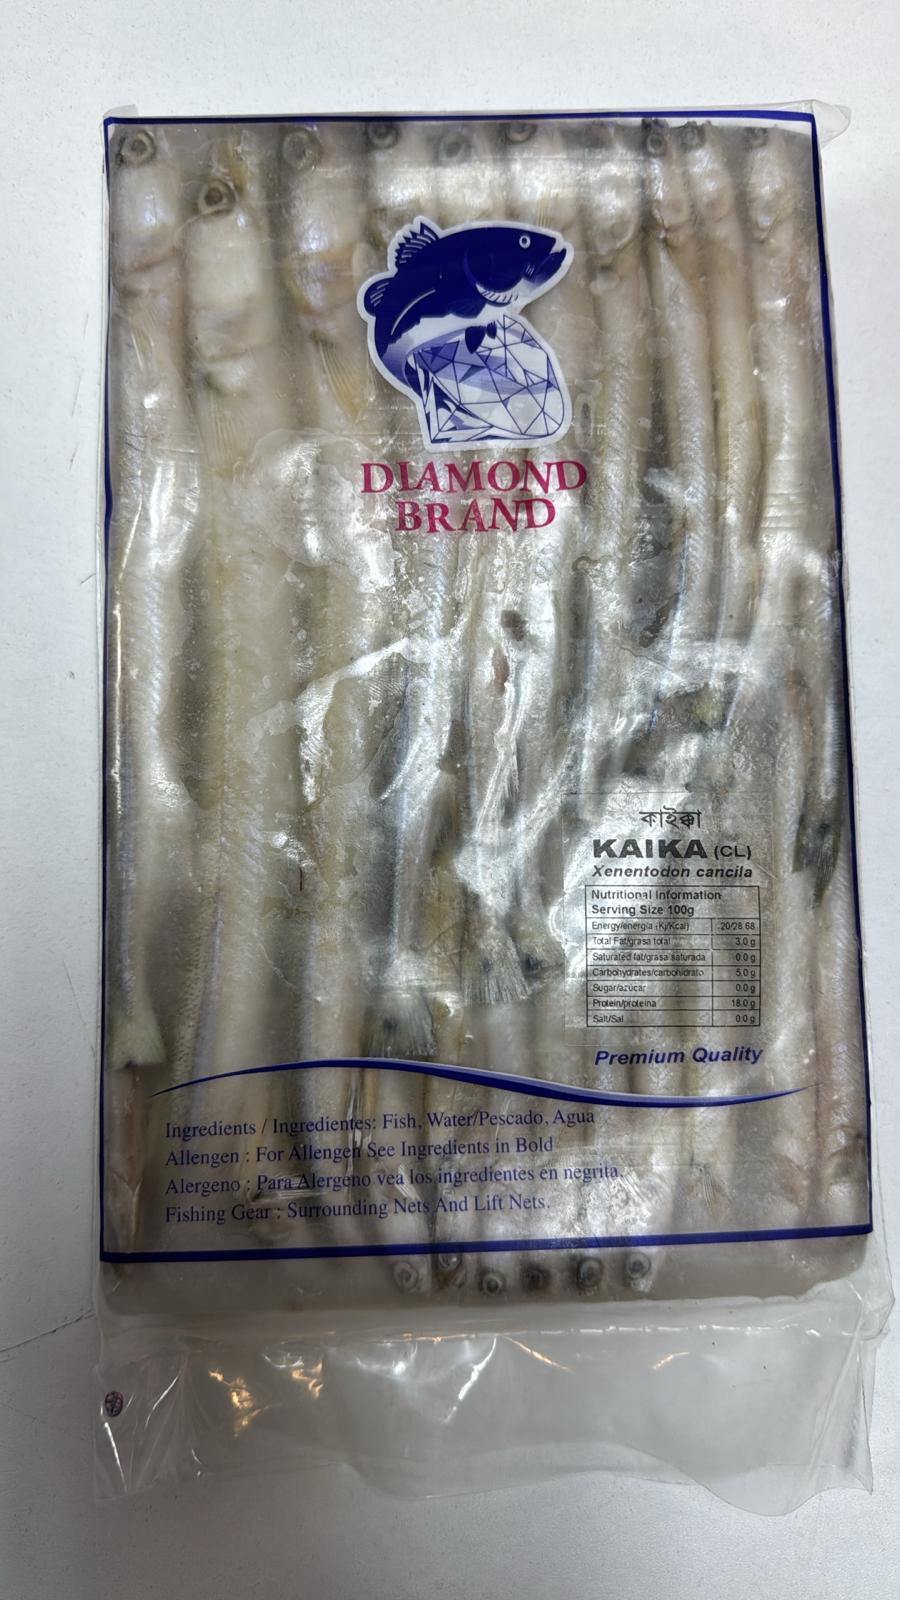 DIAMOND
BRAND
কাইক্কা
KAIKA (CL)
Xenentodon cancila
Nutritional Information
Serving Size 100g
Energy/energia (Kj/Kcal) 20/28.68
Total Fat/grasa total 3.0 g
Saturated fat/grasa saturada 0.0 g
Carbohydrates/carbohidrato 5.0 g
Sugar/azúcar 0.0 g
Protein/proteina 18.0 g
Salt/Sal 0.0 g
Premium Quality
Ingredients / Ingredientes: Fish, Water/Pescado, Agua
Allengen : For Allengen See Ingredients in Bold
Alergeno : Para Alergeno vea los ingredientes en negrita.
Fishing Gear : Surrounding Nets And Lift Nets.